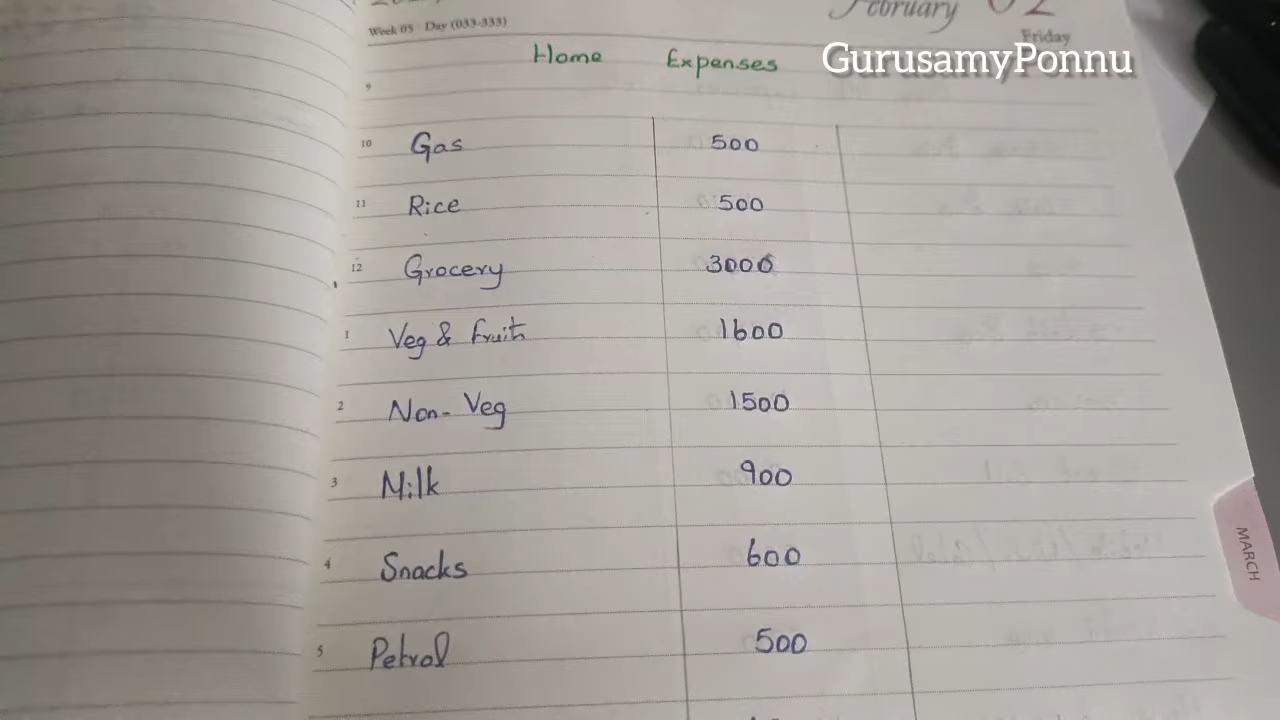 February 02
Week 05 Day (033-333)
Friday
Home Expenses
GurusamyPonnu
9
10 Gas 500
11 Rice 500
12 Grocery 3000
1 Veg & Fruits 1600
2 Non-Veg 1500
3 Milk 900
4 Snacks 600
5 Petrol 500
MARCH